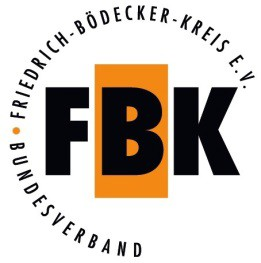 FRIEDRICH-BÖDECKER-KREIS E.V.
FBK
• BUNDESVERBAND